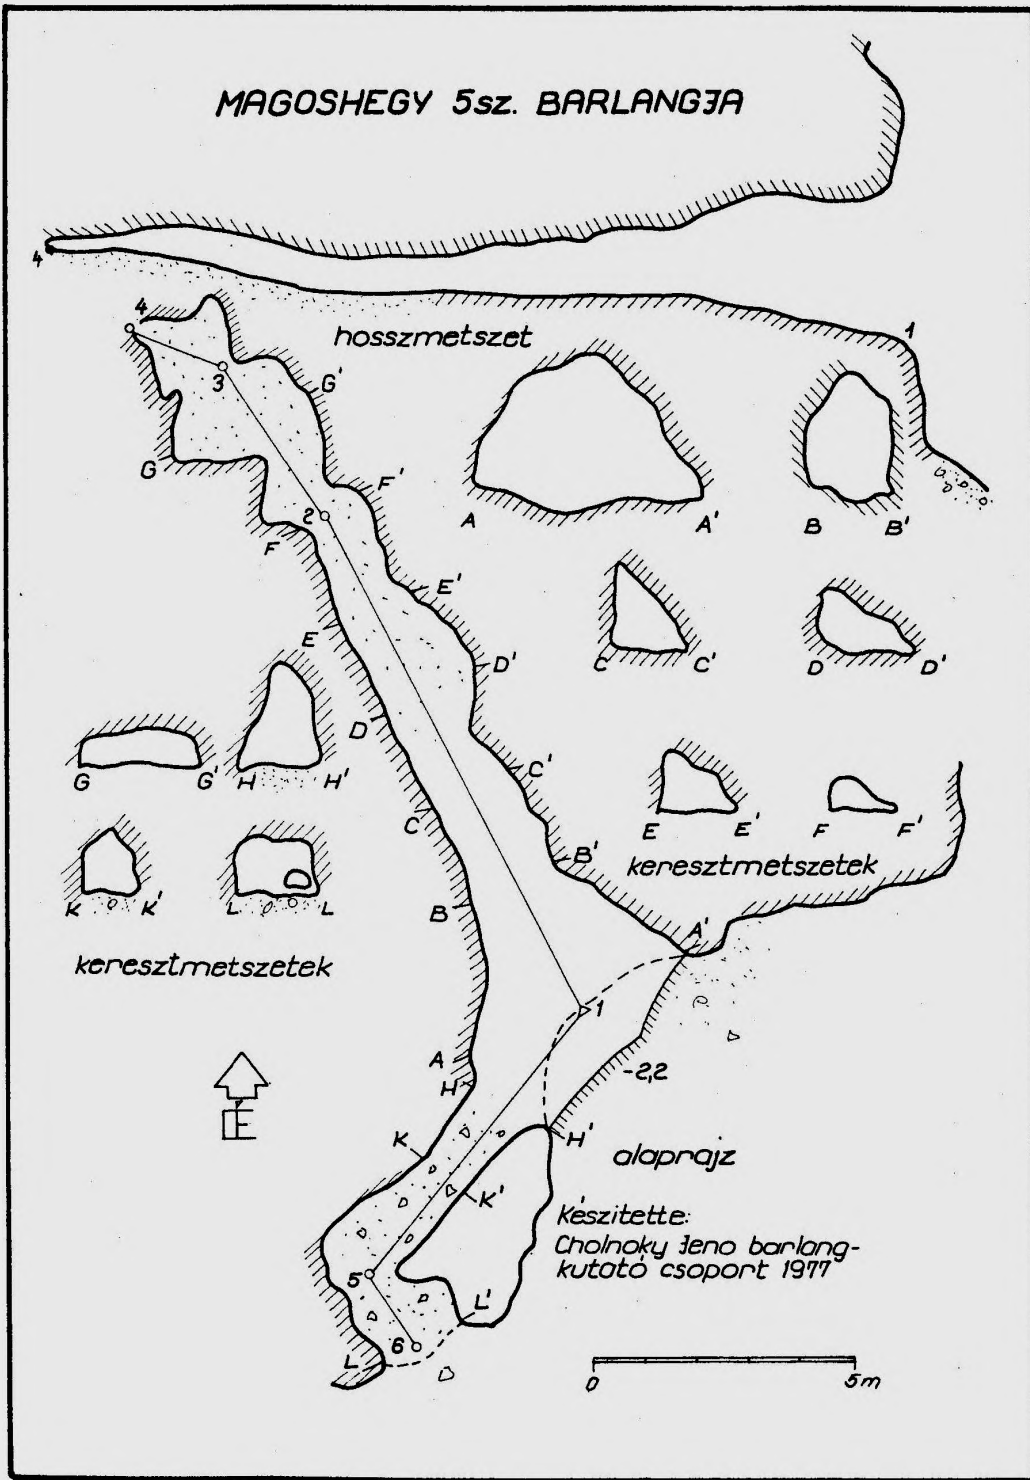 MAGOSHEGY 5sz. BARLANGJA
4
1
hosszmetszet
4
3
G'
G
F'
2
F
A
A'
B
B'
E'
E
D'
C
C'
D
D'
D
G
G'
H
H'
C'
C
E
E'
F
F'
B'
keresztmetszetek
K
K'
L
L
B
A'
keresztmetszetek
1
A
H
-2,2
É
K
H'
alaprajz
K'
Készitette:
Cholnoky Jeno barlang-
kutató csoport 1977
5
L'
6
L
0
5m